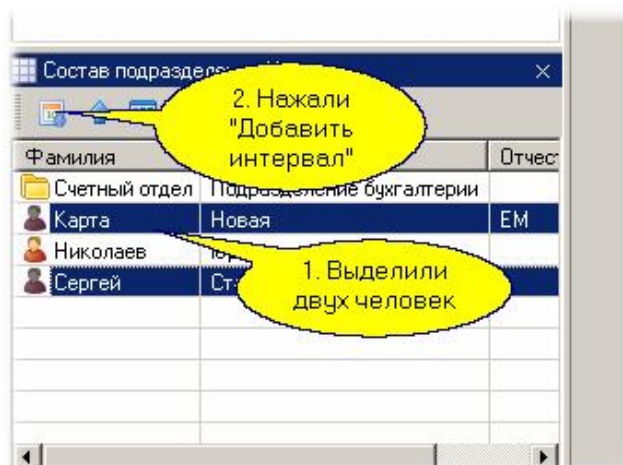 Состав подразде
2. Нажали
"Добавить
интервал"
Фамилия Отчес
Счетный отдел Подразделение бухгалтерии
Карта Новая ЕМ
Николаев
1. Выделили
двух человек
Сергей